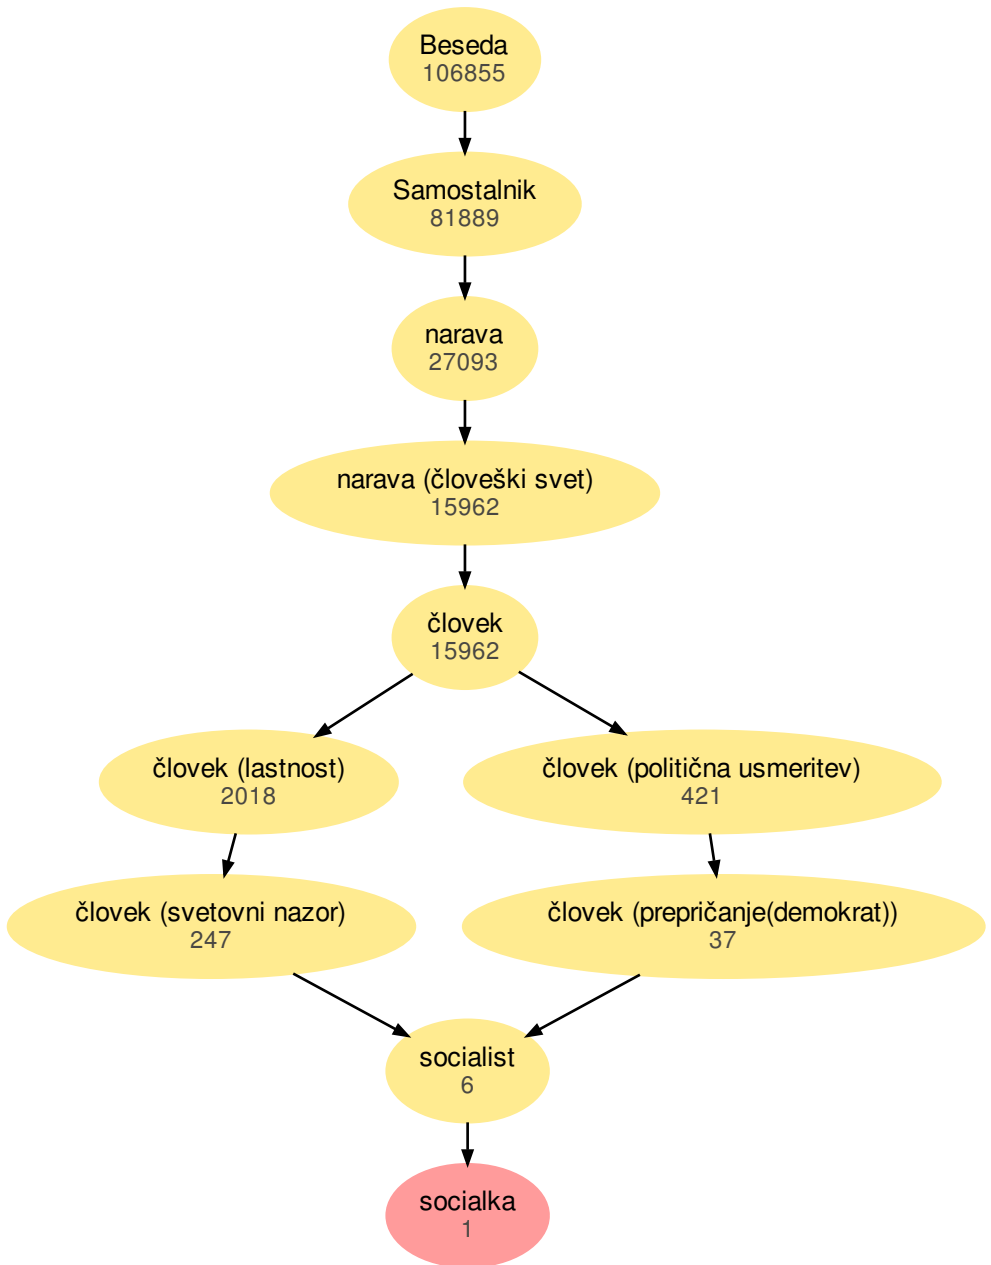 Beseda
106855
Samostalnik
81889
narava
27093
narava (človeški svet)
15962
človek
15962
človek (lastnost)
2018
človek (politična usmeritev)
421
človek (svetovni nazor)
247
človek (prepričanje(demokrat))
37
socialist
6
socialka
1